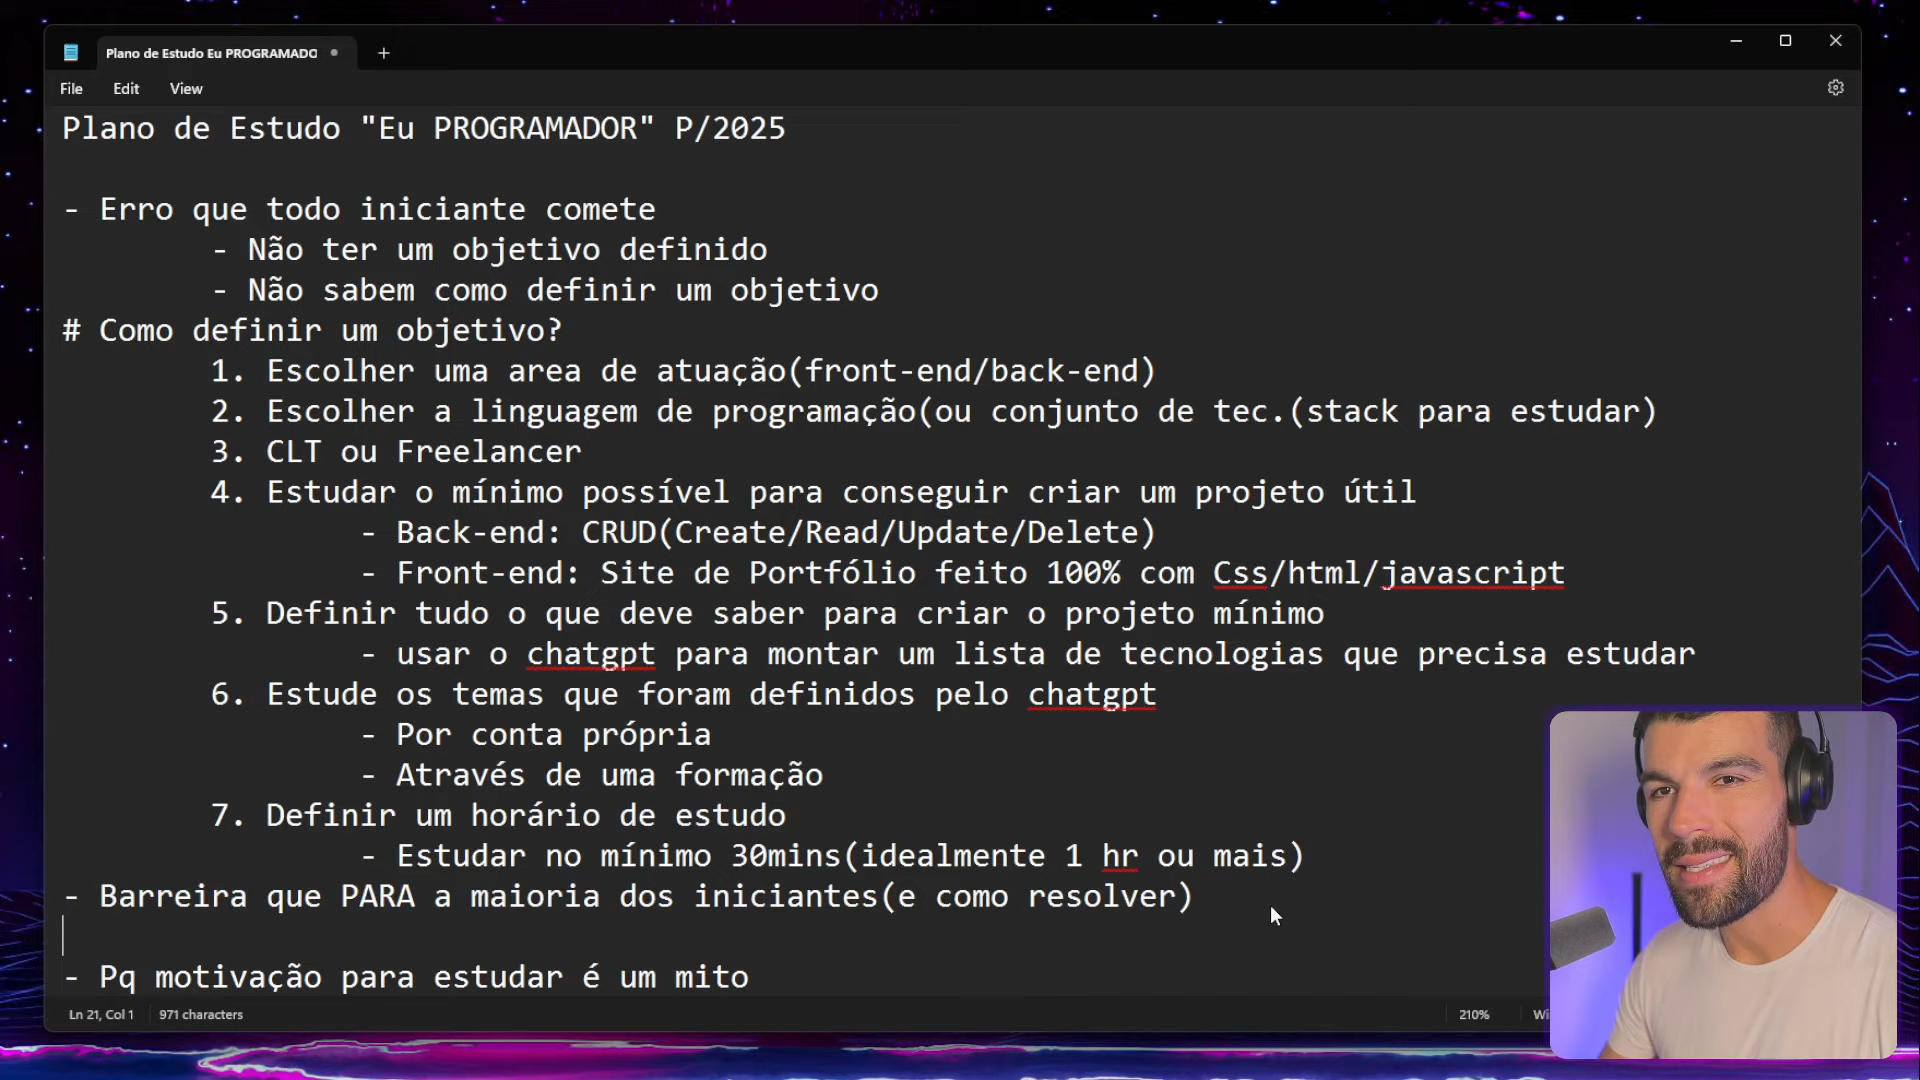 Plano de Estudo Eu PROGRAMADO
File Edit View
Plano de Estudo "Eu PROGRAMADOR" P/2025
- Erro que todo iniciante comete
- Não ter um objetivo definido
- Não sabem como definir um objetivo
# Como definir um objetivo?
1. Escolher uma area de atuação(front-end/back-end)
2. Escolher a linguagem de programação(ou conjunto de tec.(stack para estudar)
3. CLT ou Freelancer
4. Estudar o mínimo possível para conseguir criar um projeto útil
- Back-end: CRUD(Create/Read/Update/Delete)
- Front-end: Site de Portfólio feito 100% com Css/html/javascript
5. Definir tudo o que deve saber para criar o projeto mínimo
- usar o chatgpt para montar um lista de tecnologias que precisa estudar
6. Estude os temas que foram definidos pelo chatgpt
- Por conta própria
- Através de uma formação
7. Definir um horário de estudo
- Estudar no mínimo 30mins(idealmente 1 hr ou mais)
- Barreira que PARA a maioria dos iniciantes(e como resolver)
- Pq motivação para estudar é um mito
Ln 21, Col 1 971 characters 210% Wi